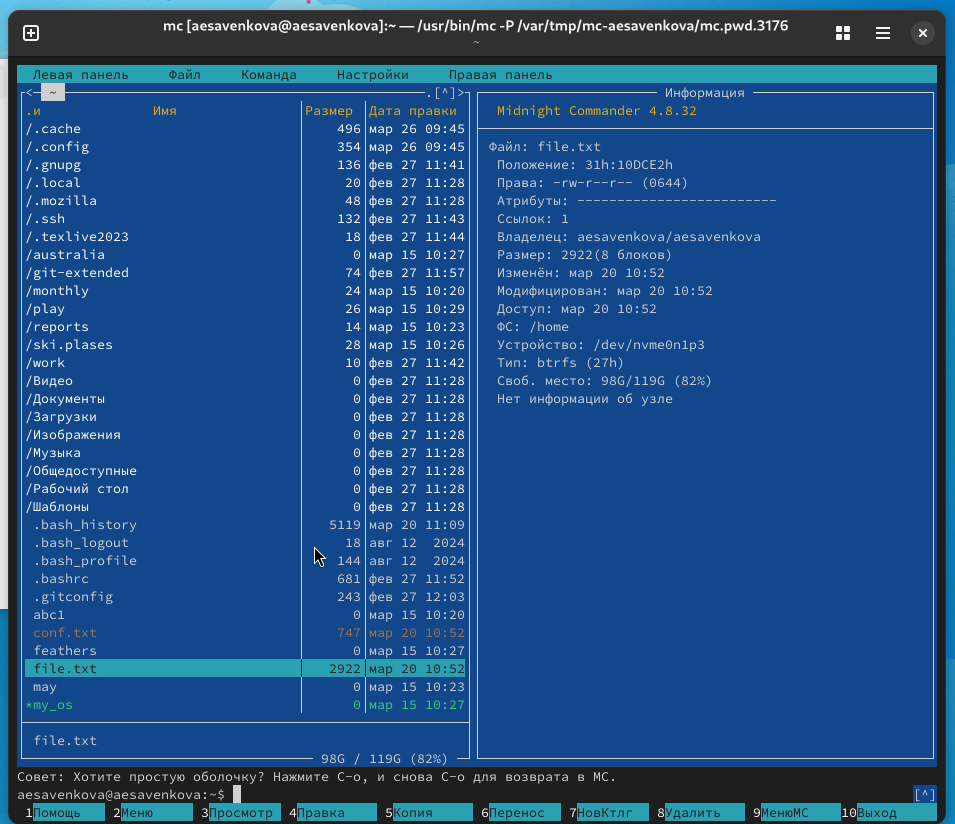 mc [aesavenkova@aesavenkova]:~ — /usr/bin/mc -P /var/tmp/mc-aesavenkova/mc.pwd.3176
~
Левая панель Файл Команда Настройки Правая панель
<─ ~ .[^]>
.и Имя Размер Дата правки
/.cache 496 мар 26 09:45
/.config 354 мар 26 09:45
/.gnupg 136 фев 27 11:41
/.local 20 фев 27 11:28
/.mozilla 48 фев 27 11:28
/.ssh 132 фев 27 11:43
/.texlive2023 18 фев 27 11:44
/australia 0 мар 15 10:27
/git-extended 74 фев 27 11:57
/monthly 24 мар 15 10:20
/play 26 мар 15 10:29
/reports 14 мар 15 10:23
/ski.plases 28 мар 15 10:26
/work 10 фев 27 11:42
/Видео 0 фев 27 11:28
/Документы 0 фев 27 11:28
/Загрузки 0 фев 27 11:28
/Изображения 0 фев 27 11:28
/Музыка 0 фев 27 11:28
/Общедоступные 0 фев 27 11:28
/Рабочий стол 0 фев 27 11:28
/Шаблоны 0 фев 27 11:28
.bash_history 5119 мар 20 11:09
.bash_logout 18 авг 12 2024
.bash_profile 144 авг 12 2024
.bashrc 681 фев 27 11:52
.gitconfig 243 фев 27 12:03
abc1 0 мар 15 10:20
conf.txt 747 мар 20 10:52
feathers 0 мар 15 10:27
file.txt 2922 мар 20 10:52
may 0 мар 15 10:23
*my_os 0 мар 15 10:27
file.txt
98G / 119G (82%)
Информация
Midnight Commander 4.8.32
Файл: file.txt
Положение: 31h:10DCE2h
Права: -rw-r--r-- (0644)
Атрибуты: -------------------------
Ссылок: 1
Владелец: aesavenkova/aesavenkova
Размер: 2922(8 блоков)
Изменён: мар 20 10:52
Модифицирован: мар 20 10:52
Доступ: мар 20 10:52
ФС: /home
Устройство: /dev/nvme0n1p3
Тип: btrfs (27h)
Своб. место: 98G/119G (82%)
Нет информации об узле
Совет: Хотите простую оболочку? Нажмите C-o, и снова C-o для возврата в MC.
aesavenkova@aesavenkova:~$ [^]
1Помощь 2Меню 3Просмотр 4Правка 5Копия 6Перенос 7НовКтлг 8Удалить 9МенюMC 10Выход